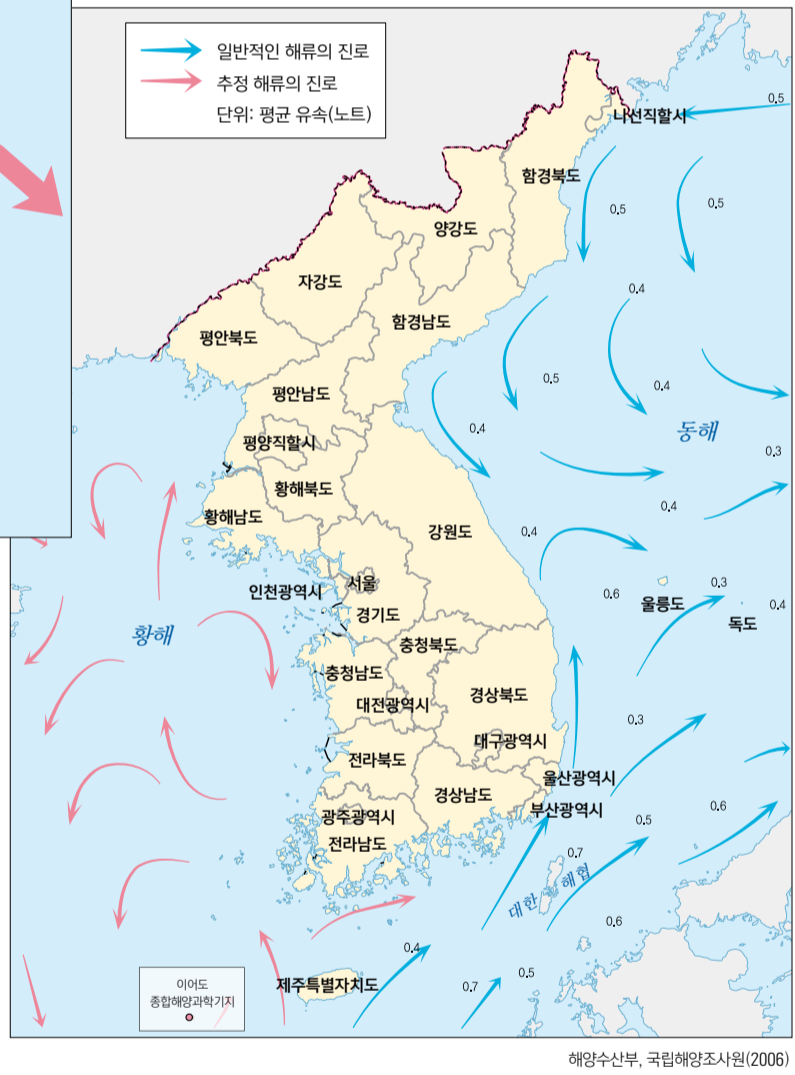 일반적인 해류의 진로
추정 해류의 진로
단위: 평균 유속(노트)
0.5
나선직할시
함경북도
0.5
0.5
양강도
자강도
0.4
함경남도
평안북도
0.5
0.4
평안남도
0.4
동해
평양직할시
0.3
황해북도
0.4
황해남도
강원도
0.4
서울
인천광역시
0.6
0.3
0.4
울릉도
경기도
독도
황해
충청북도
충청남도
경상북도
대전광역시
0.3
대구광역시
전라북도
울산광역시
경상남도
부산광역시
0.6
광주광역시
0.5
전라남도
0.7
대한해협
0.6
0.4
0.5
이어도
종합해양과학기지
제주특별자치도
0.7
해양수산부, 국립해양조사원(2006)